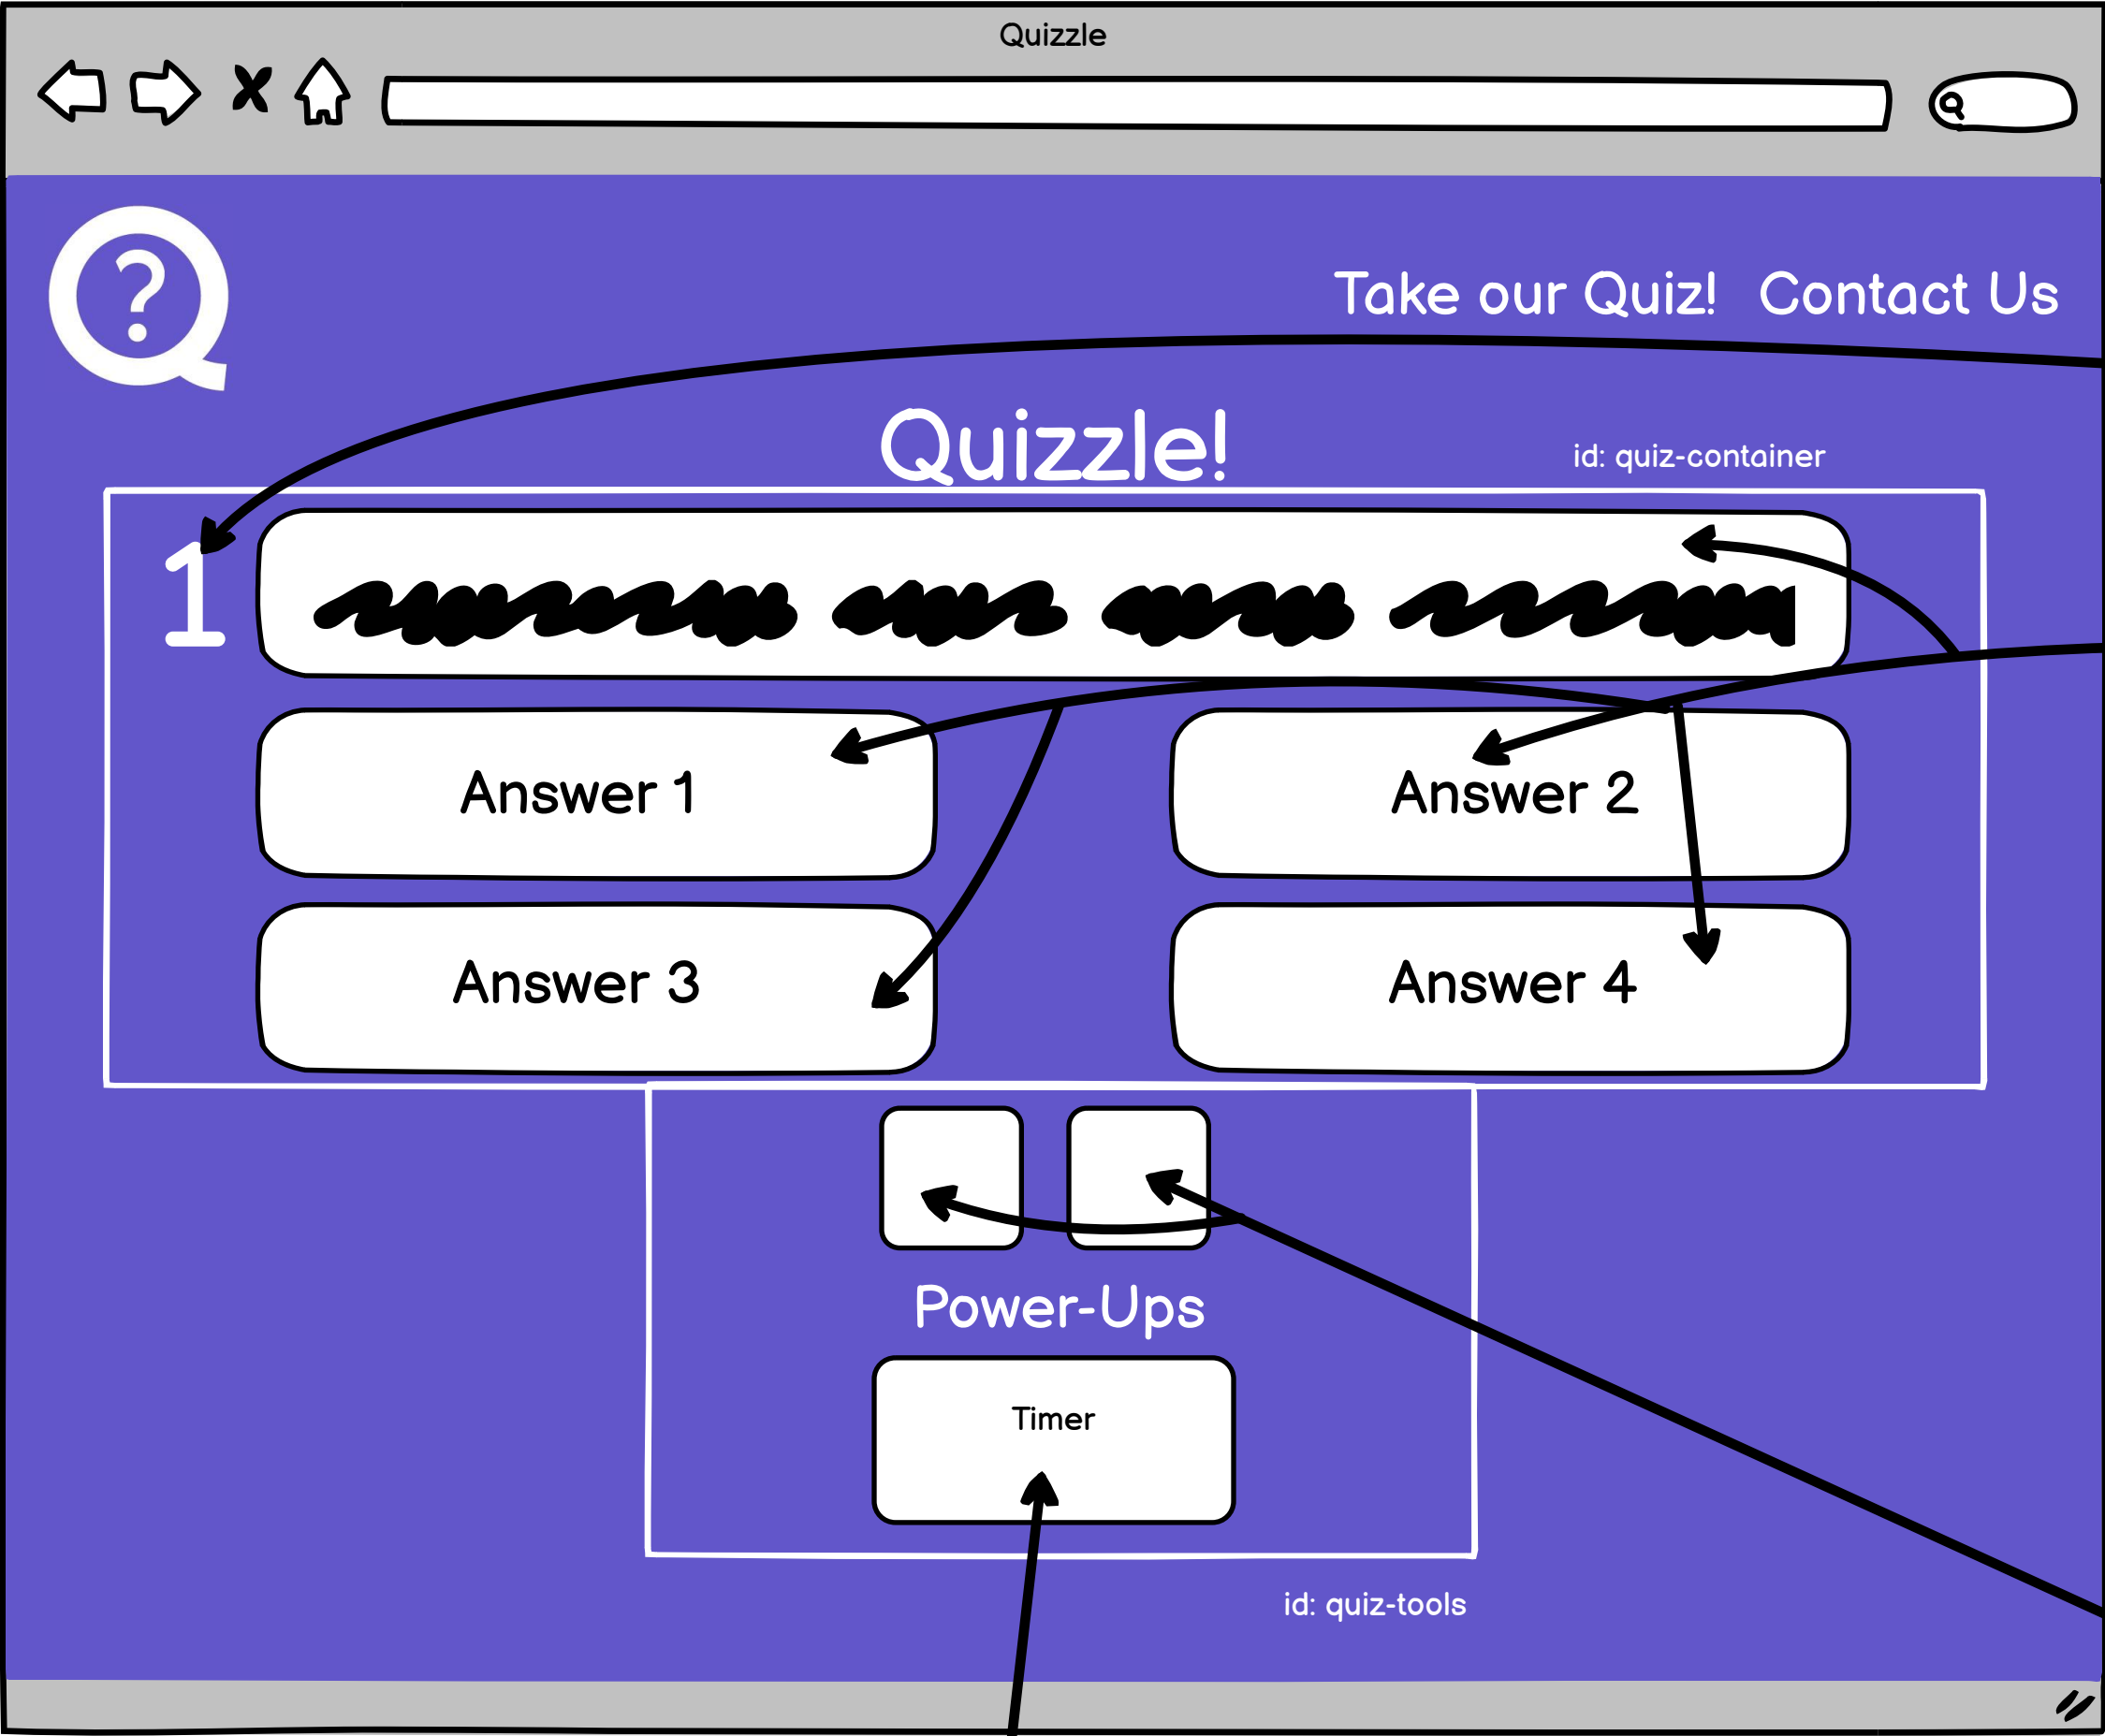 Quizzle
?
Take our Quiz! Contact Us
Quizzle!
id: quiz-container
1
Answer 1
Answer 2
Answer 3
Answer 4
Power-Ups
Timer
id: quiz-tools